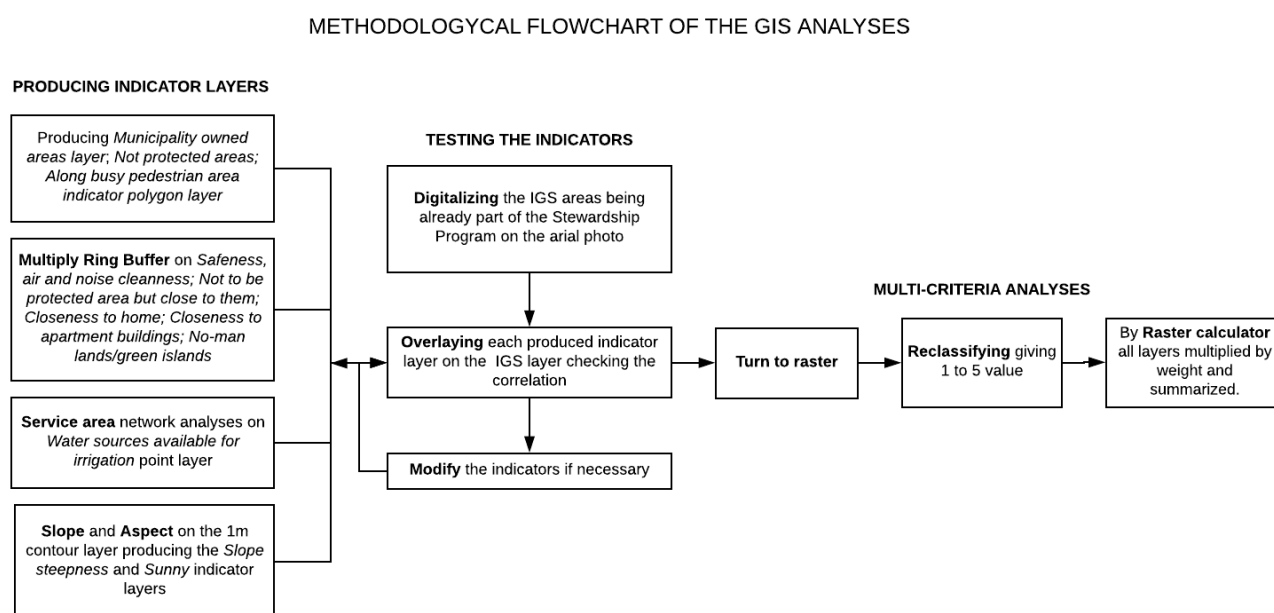 METHODOLOGYCAL FLOWCHART OF THE GIS ANALYSES
PRODUCING INDICATOR LAYERS
Producing Municipality owned
areas layer; Not protected areas;
Along busy pedestrian area
indicator polygon layer
Multiply Ring Buffer on Safeness,
air and noise cleanness; Not to be
protected area but close to them;
Closeness to home; Closeness to
apartment buildings; No-man
lands/green islands
Service area network analyses on
Water sources available for
irrigation point layer
Slope and Aspect on the 1m
contour layer producing the Slope
steepness and Sunny indicator
layers
TESTING THE INDICATORS
Digitalizing the IGS areas being
already part of the Stewardship
Program on the arial photo
Overlaying each produced indicator
layer on the IGS layer checking the
correlation
Modify the indicators if necessary
Turn to raster
MULTI-CRITERIA ANALYSES
Reclassifying giving
1 to 5 value
By Raster calculator
all layers multiplied by
weight and
summarized.